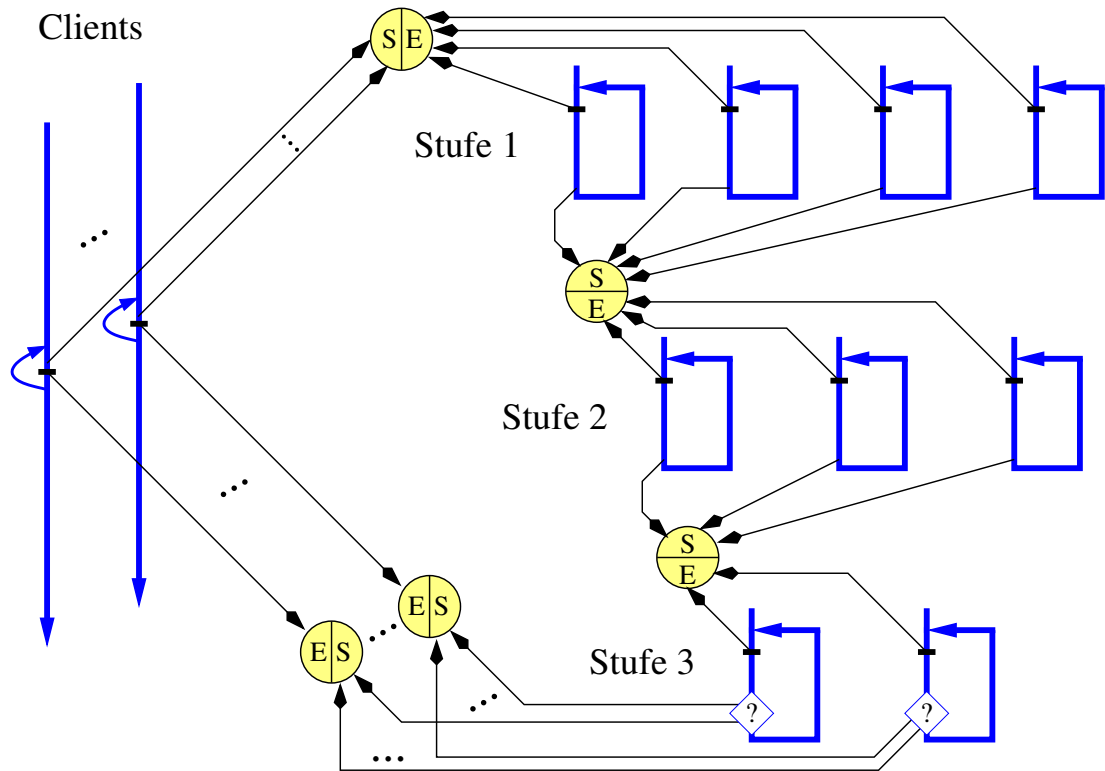 Clients
S E
Stufe 1
S
E
Stufe 2
S
E
E S
E S
Stufe 3
? ?